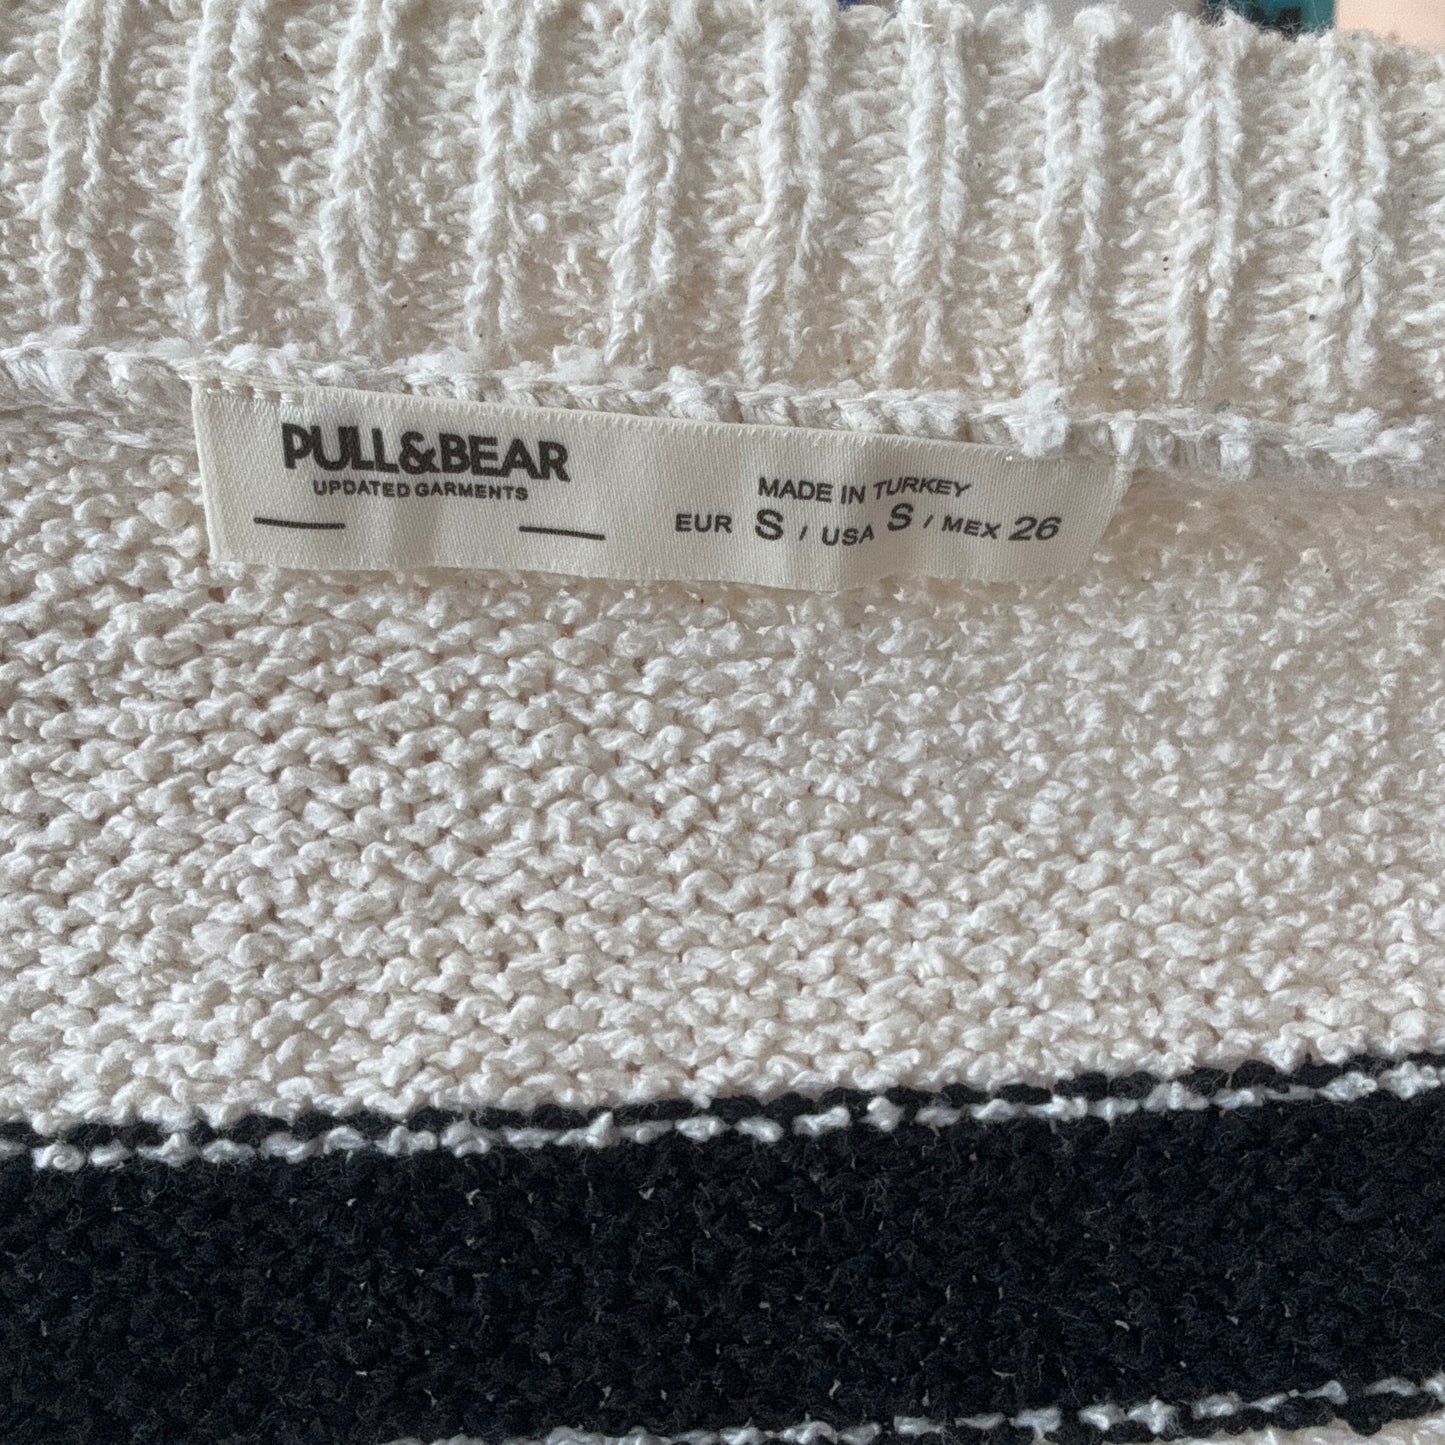 PULL&BEAR
UPDATED GARMENTS
MADE IN TURKEY
EUR S / USA S / MEX 26